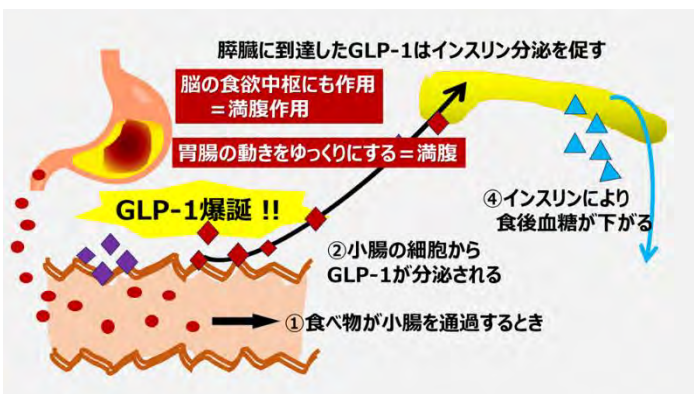 膵臓に到達したGLP-1はインスリン分泌を促す
脳の食欲中枢にも作用
＝満腹作用
胃腸の動きをゆっくりにする＝満腹
GLP-1爆誕 !!
④インスリンにより
食後血糖が下がる
②小腸の細胞から
GLP-1が分泌される
①食べ物が小腸を通過するとき